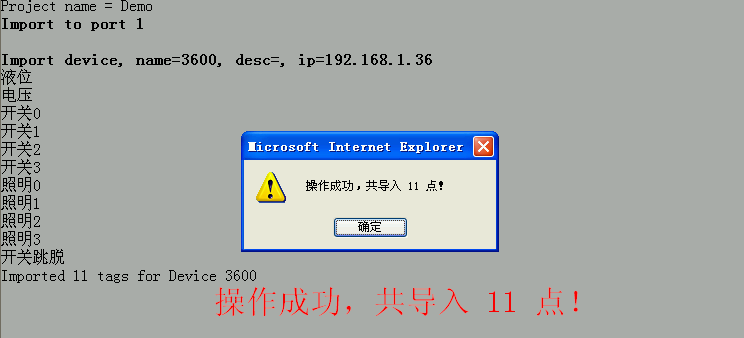 Project name = Demo
Import to port 1
Import device, name=3600, desc=, ip=192.168.1.36
液位
电压
开关0
开关1
开关2
开关3
照明0
照明1
照明2
照明3
开关跳脱
Imported 11 tags for Device 3600
操作成功，共导入 11 点！
Microsoft Internet Explorer
操作成功，共导入 11 点！
确定